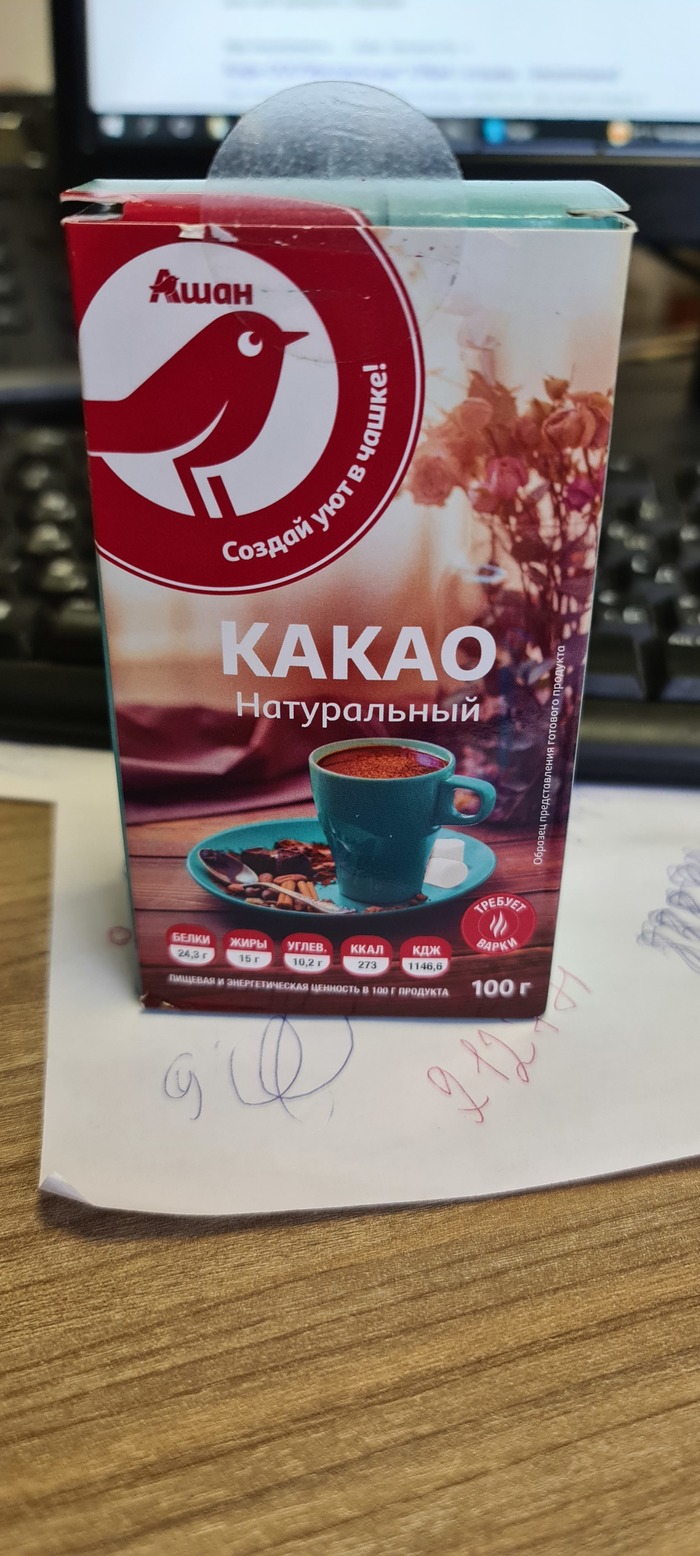 Ашан
Создай уют в чашке!
КАКАО
Натуральный
Образец представления готового продукта
ТРЕБУЕТ
ВАРКИ
БЕЛКИ ЖИРЫ УГЛЕВ. ККАЛ КДЖ
24,3 г 15 г 10,2 г 273 1146,6
ПИЩЕВАЯ И ЭНЕРГЕТИЧЕСКАЯ ЦЕННОСТЬ В 100 Г ПРОДУКТА
100 г